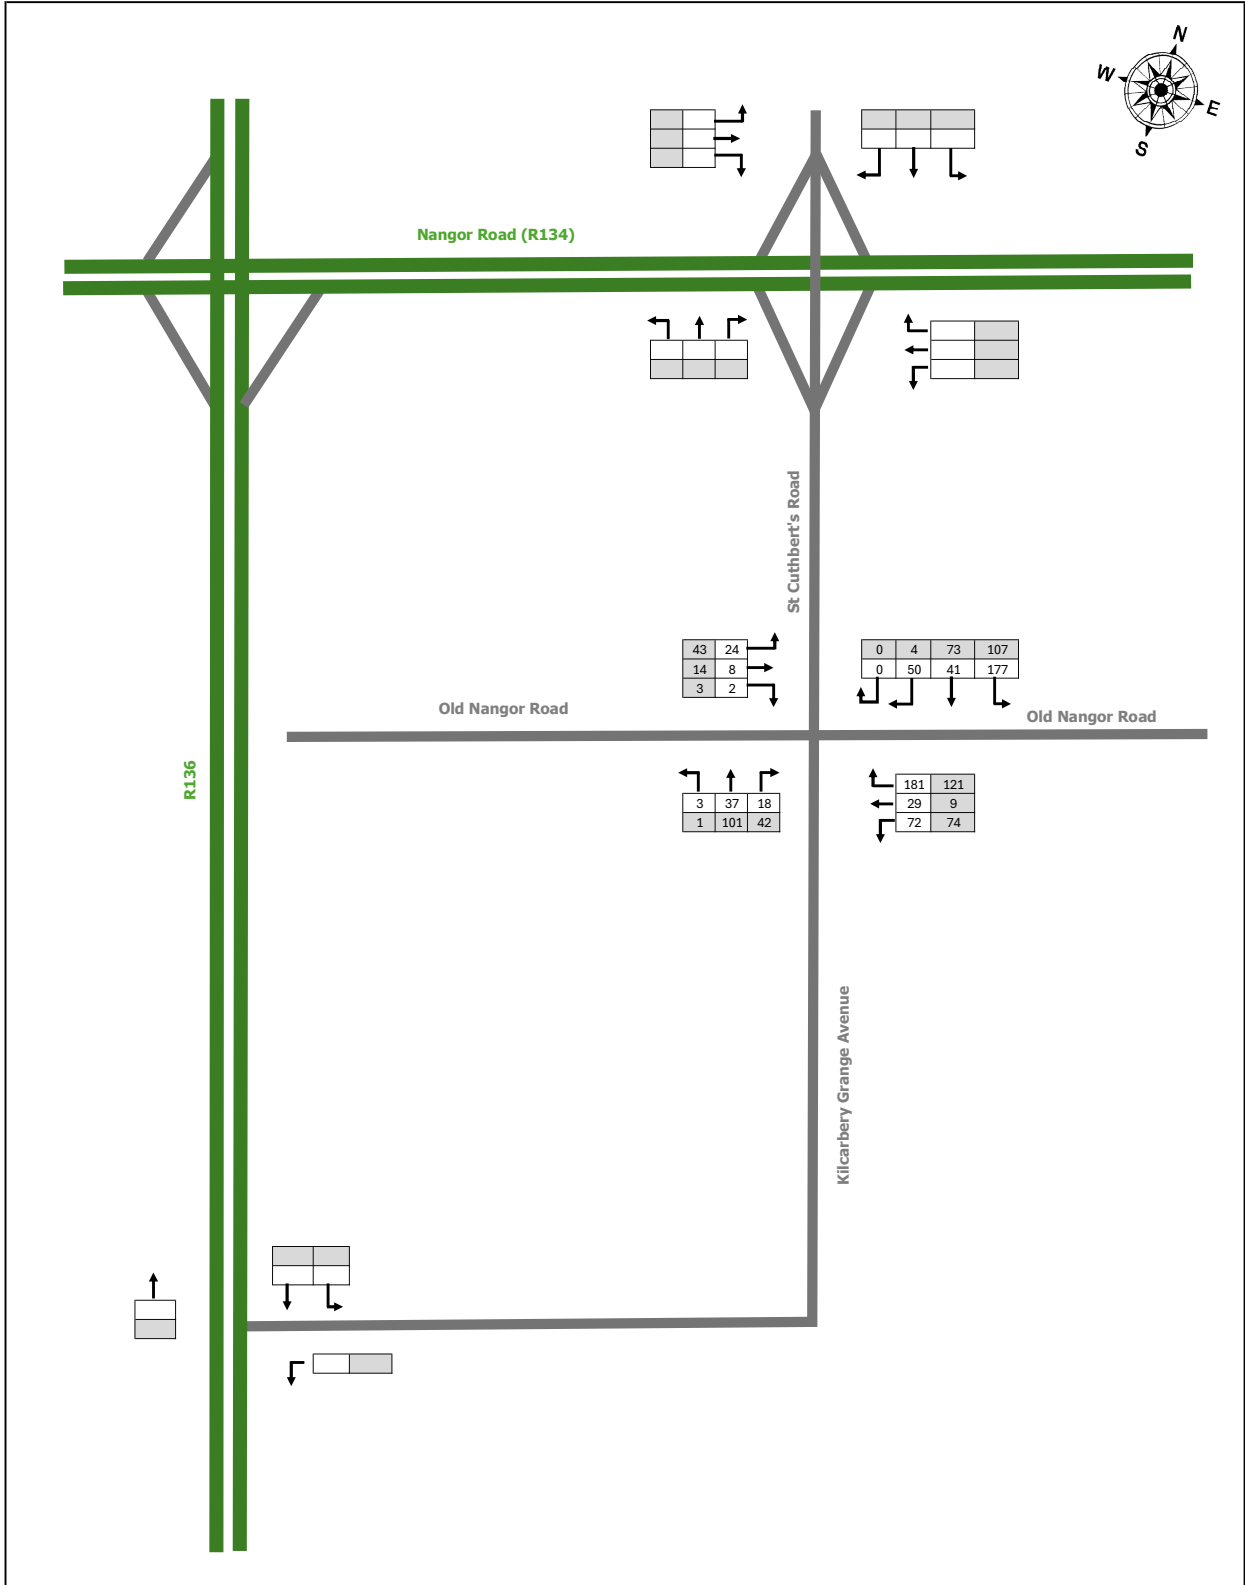 N
W
E
S
Nangor Road (R134)
St Cuthbert's Road
43 24
14 8
3 2
0 4 73 107
0 50 41 177
Old Nangor Road
Old Nangor Road
R136
3 37 18
1 101 42
181 121
29 9
72 74
Kilcarbery Grange Avenue